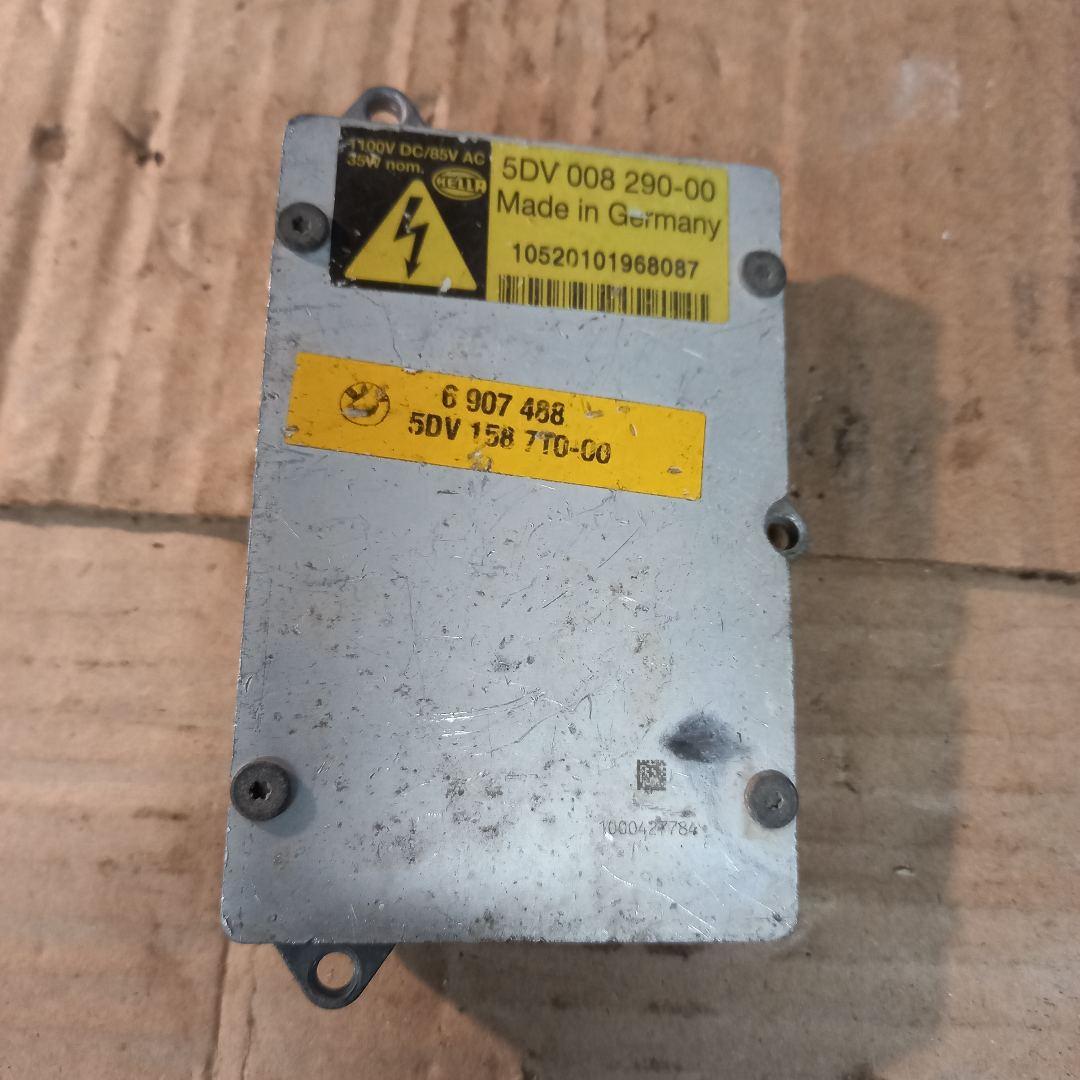 1100V DC/85V AC
35W nom.
HELLA
5DV 008 290-00
Made in Germany
10520101968087
6 907 488
5DV 158 710-00
1000427784